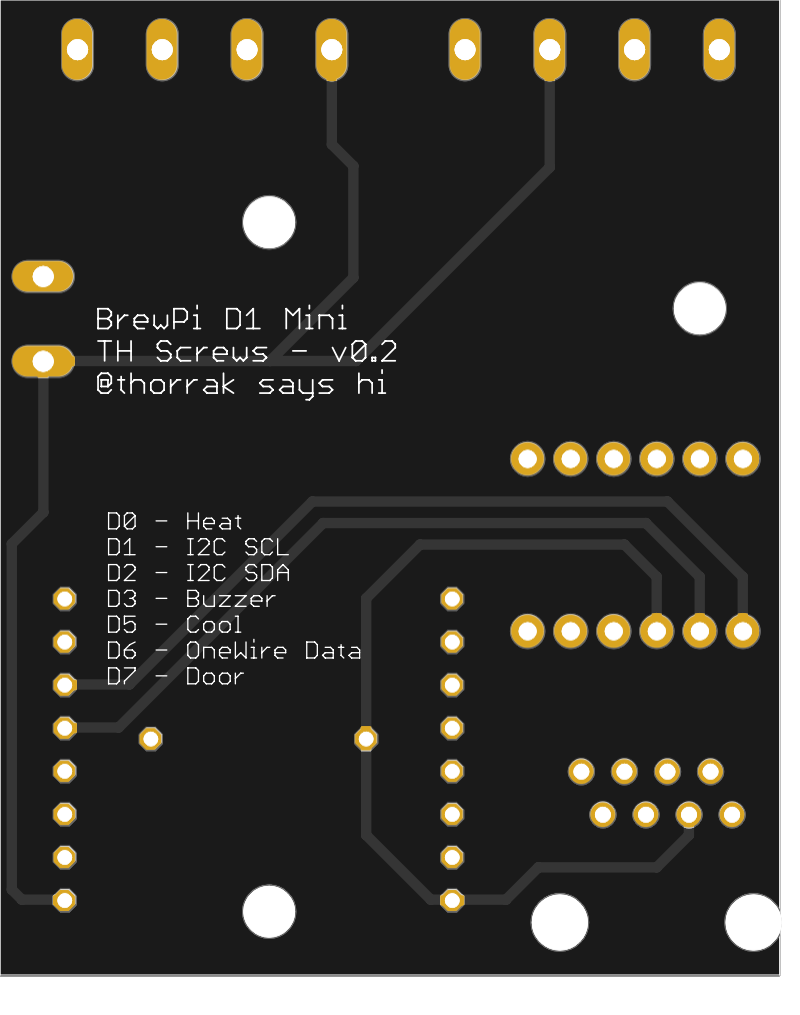 BrewPi D1 Mini
TH Screws - v0.2
@thorrak says hi
D0 - Heat
D1 - I2C SCL
D2 - I2C SDA
D3 - Buzzer
D5 - Cool
D6 - OneWire Data
D7 - Door